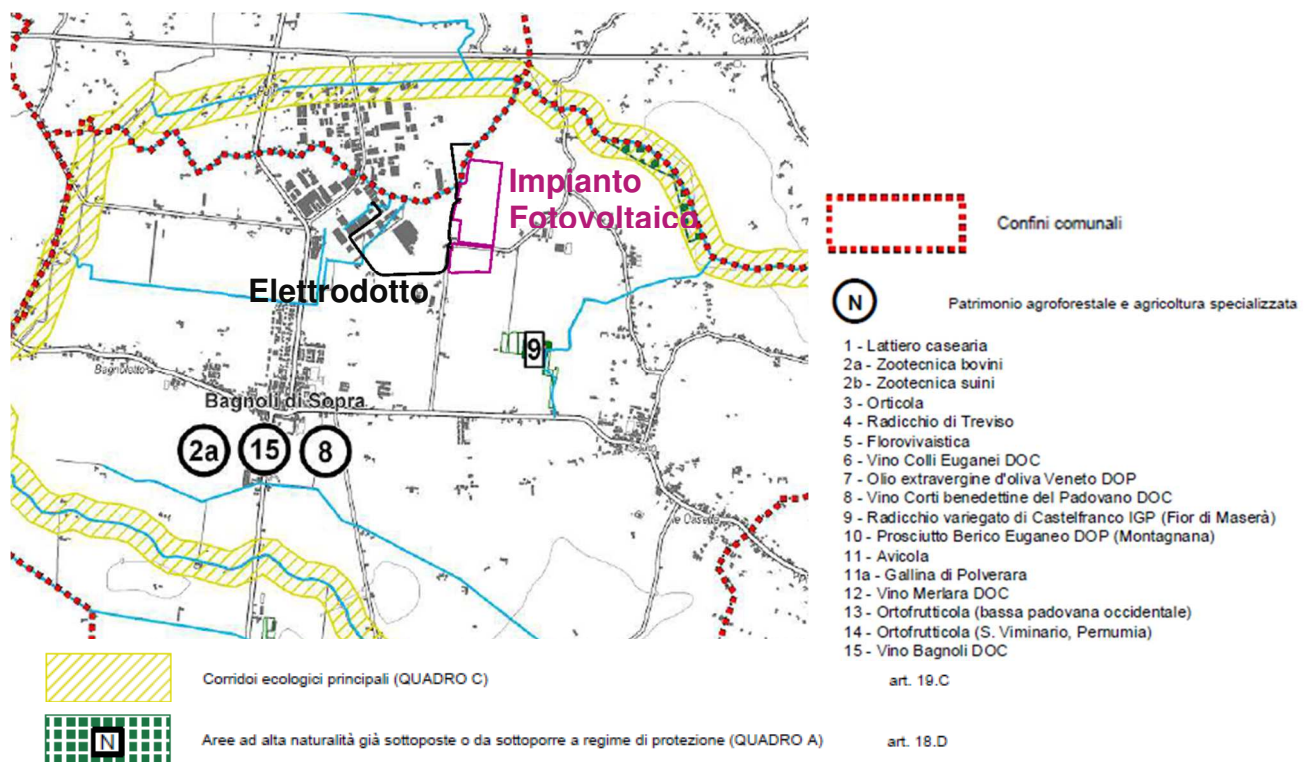 Capitello
Impianto
Fotovoltaico
Elettrodotto
9
Bagnoletto
Bagnoli di Sopra
2a
15
8
le Casette
Confini comunali
N
Patrimonio agroforestale e agricoltura specializzata
1 - Lattiero casearia
2a - Zootecnica bovini
2b - Zootecnica suini
3 - Orticola
4 - Radicchio di Treviso
5 - Florovivaistica
6 - Vino Colli Euganei DOC
7 - Olio extravergine d'oliva Veneto DOP
8 - Vino Corti benedettine del Padovano DOC
9 - Radicchio variegato di Castelfranco IGP (Fior di Maserà)
10 - Prosciutto Berico Euganeo DOP (Montagnana)
11 - Avicola
11a - Gallina di Polverara
12 - Vino Merlara DOC
13 - Ortofrutticola (bassa padovana occidentale)
14 - Ortofrutticola (S. Viminario, Pernumia)
15 - Vino Bagnoli DOC
Corridoi ecologici principali (QUADRO C)
art. 19.C
N
Aree ad alta naturalità già sottoposte o da sottoporre a regime di protezione (QUADRO A)
art. 18.D